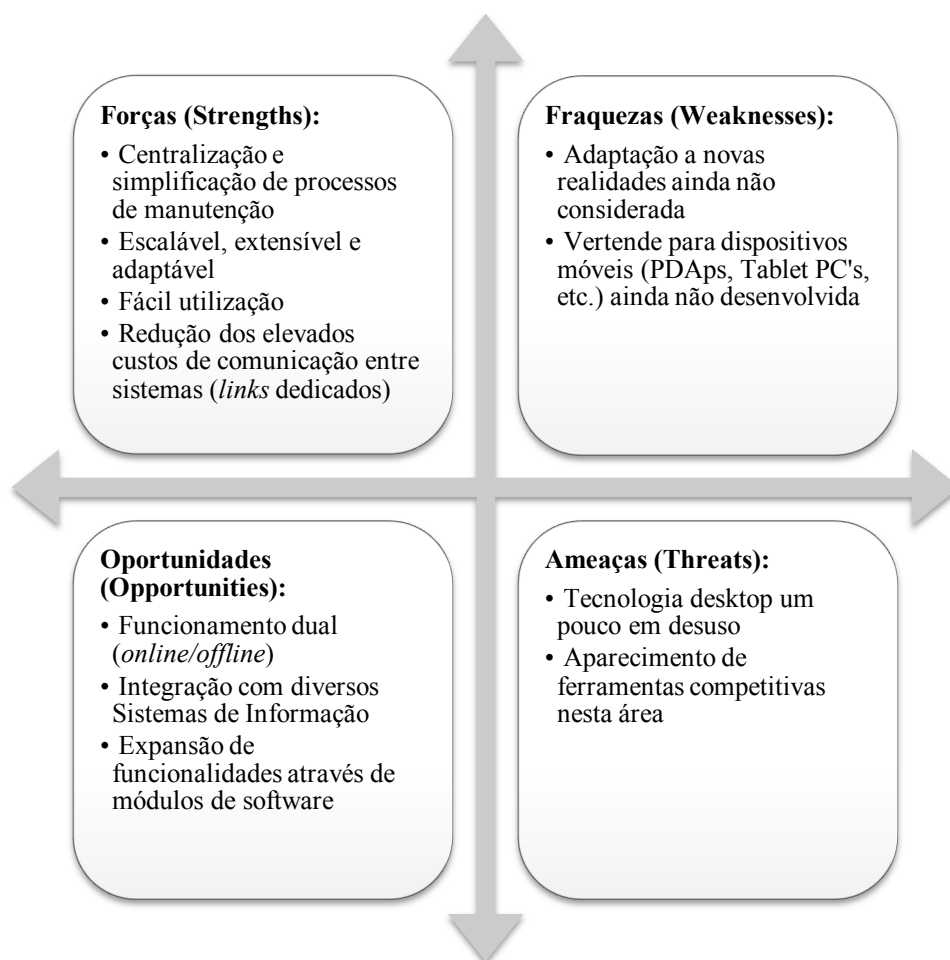 Forças (Strengths):
• Centralização e
simplificação de processos
de manutenção
• Escalável, extensível e
adaptável
• Fácil utilização
• Redução dos elevados
custos de comunicação entre
sistemas (links dedicados)
Fraquezas (Weaknesses):
• Adaptação a novas
realidades ainda não
considerada
• Vertende para dispositivos
móveis (PDAps, Tablet PC's,
etc.) ainda não desenvolvida
Oportunidades
(Opportunities):
• Funcionamento dual
(online/offline)
• Integração com diversos
Sistemas de Informação
• Expansão de
funcionalidades através de
módulos de software
Ameaças (Threats):
• Tecnologia desktop um
pouco em desuso
• Aparecimento de
ferramentas competitivas
nesta área